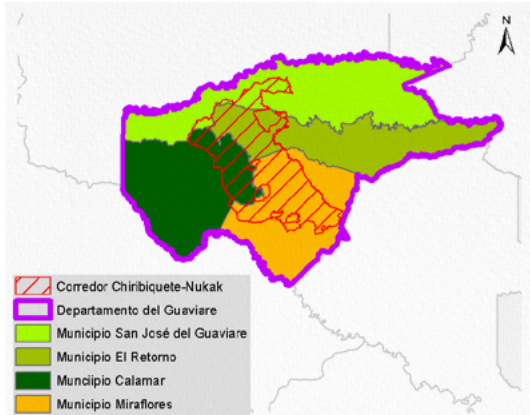 N
Corredor Chiribiquete-Nukak
Departamento del Guaviare
Municipio San José del Guaviare
Municipio El Retorno
Munciipio Calamar
Municipio Miraflores